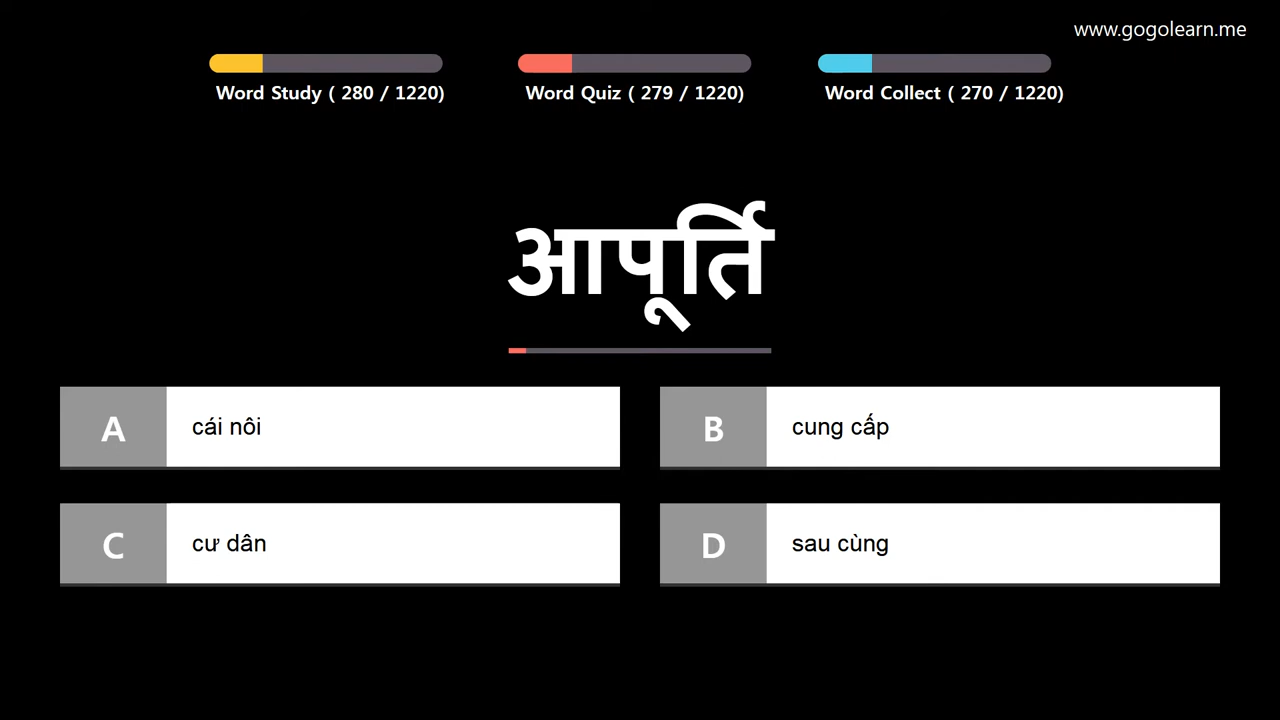 www.gogolearn.me
Word Study ( 280 / 1220)
Word Quiz ( 279 / 1220)
Word Collect ( 270 / 1220)
आपूर्ति
A
cái nôi
B
cung cấp
C
cư dân
D
sau cùng